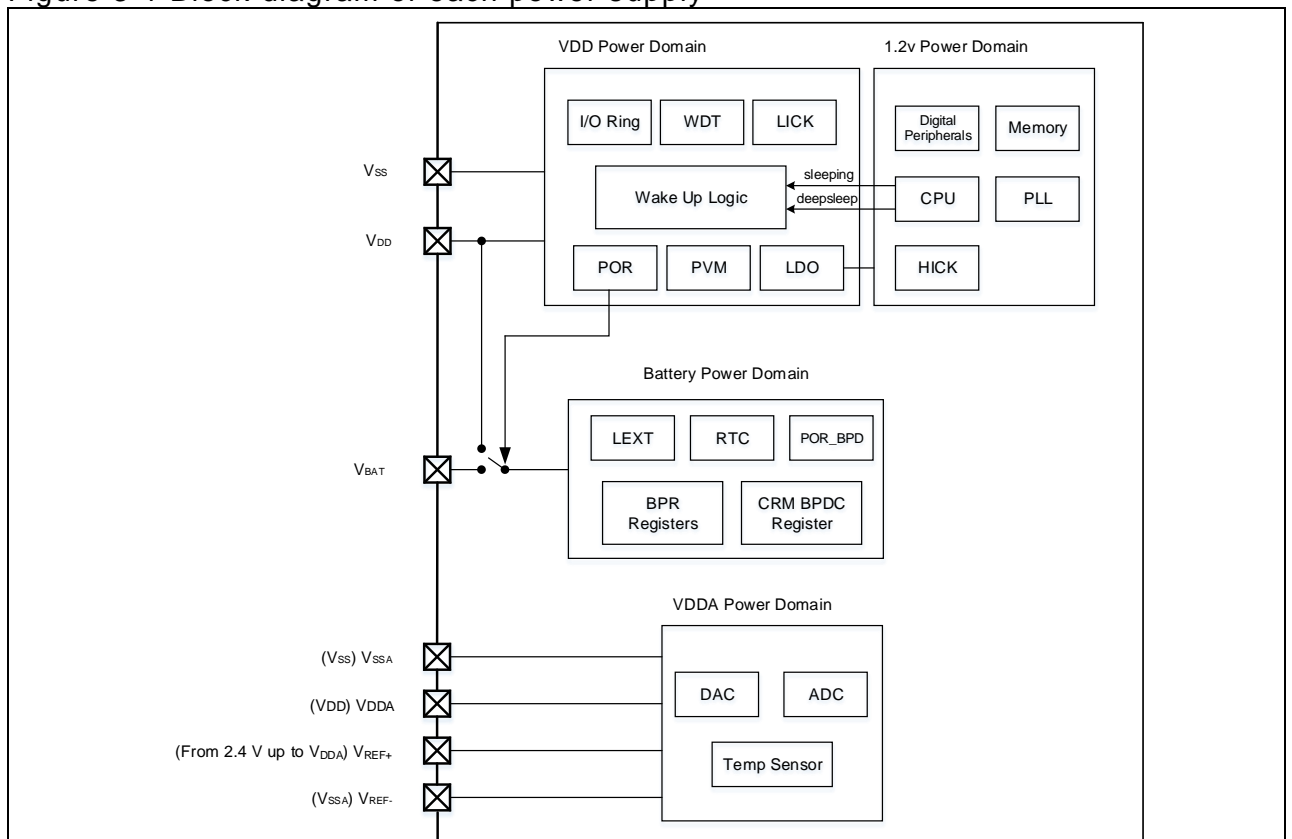 Figure 3-1 Block diagram of each power supply
VDD Power Domain
1.2v Power Domain
I/O Ring
WDT
LICK
Digital
Peripherals
Memory
VSS
Wake Up Logic
sleeping
deepsleep
CPU
PLL
VDD
POR
PVM
LDO
HICK
Battery Power Domain
LEXT
RTC
POR_BPD
VBAT
BPR
Registers
CRM BPDC
Register
VDDA Power Domain
(VSS) VSSA
(VDD) VDDA
DAC
ADC
(From 2.4 V up to VDDA) VREF+
Temp Sensor
(VSSA) VREF-